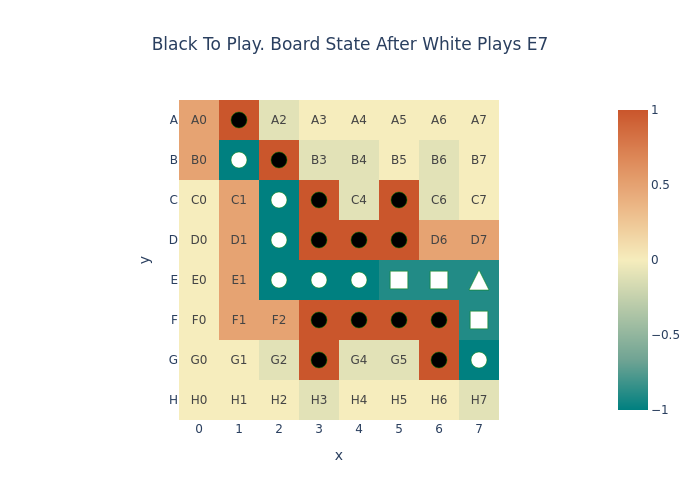 Black To Play. Board State After White Plays E7
A A0 A2 A3 A4 A5 A6 A7
B B0 B3 B4 B5 B6 B7
C C0 C1 C4 C6 C7
D D0 D1 D6 D7
E E0 E1
F F0 F1 F2
G G0 G1 G2 G4 G5
H H0 H1 H2 H3 H4 H5 H6 H7
0 1 2 3 4 5 6 7
x
y
1
0.5
0
−0.5
−1